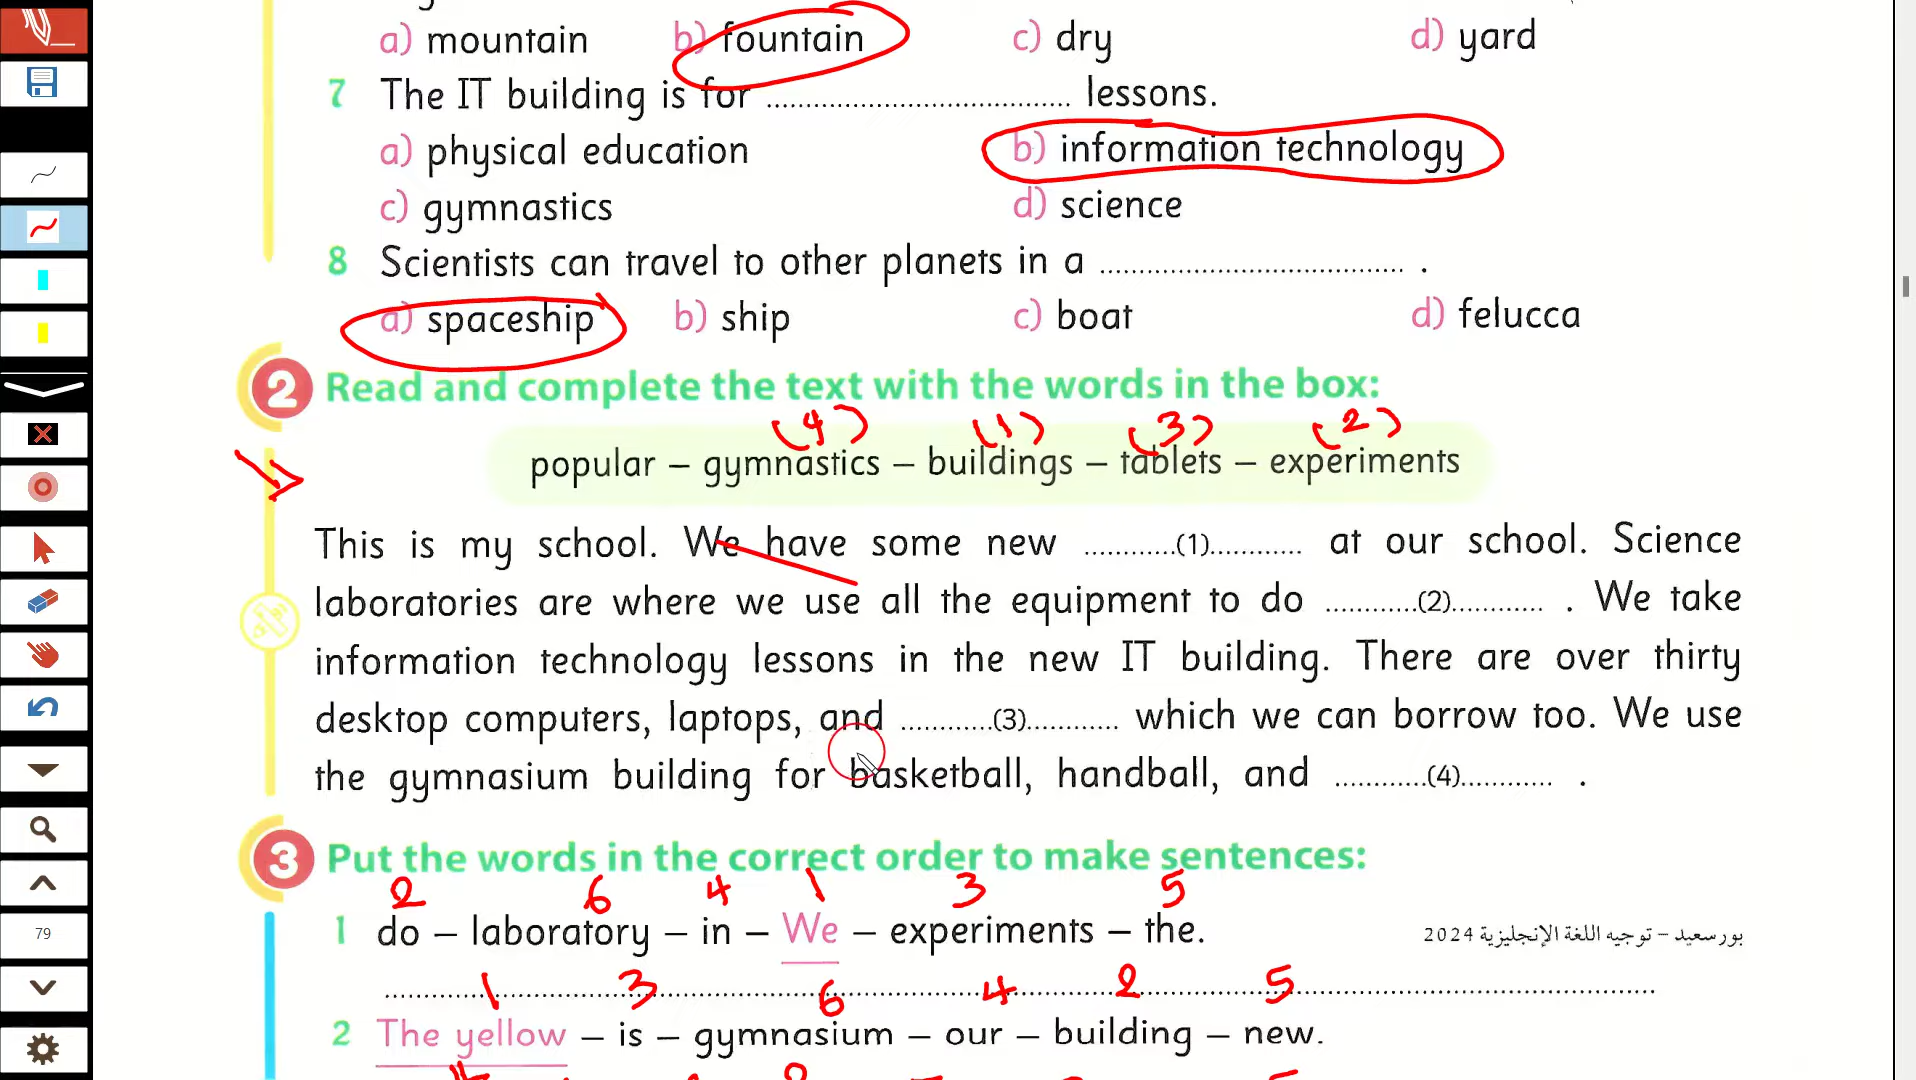 a) mountain b) fountain c) dry d) yard
7 The IT building is for ........................................ lessons.
a) physical education b) information technology
c) gymnastics d) science
8 Scientists can travel to other planets in a ........................................ .
a) spaceship b) ship c) boat d) felucca
2 Read and complete the text with the words in the box:
(4) (1) (3) (2)
popular – gymnastics – buildings – tablets – experiments
This is my school. We have some new ............(1)............ at our school. Science
laboratories are where we use all the equipment to do ............(2)............ . We take
information technology lessons in the new IT building. There are over thirty
desktop computers, laptops, and ............(3)............ which we can borrow too. We use
the gymnasium building for basketball, handball, and ............(4)............ .
3 Put the words in the correct order to make sentences:
2 6 4 1 3 5
1 do – laboratory – in – We – experiments – the.
بورسعيد – توجيه اللغة الإنجليزية 2024
1 3 6 4 2 5
2 The yellow – is – gymnasium – our – building – new.
79